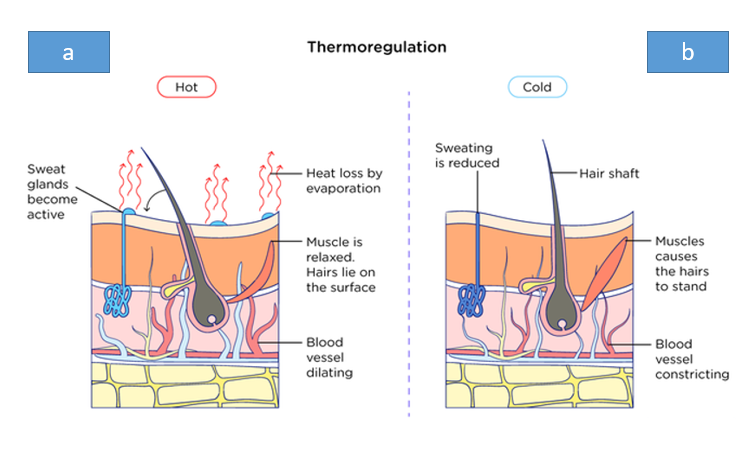 a
Thermoregulation
b
Hot
Cold
Sweat
glands
become
active
Heat loss by
evaporation
Muscle is
relaxed.
Hairs lie on
the surface
Blood
vessel
dilating
Sweating
is reduced
Hair shaft
Muscles
causes
the hairs
to stand
Blood
vessel
constricting